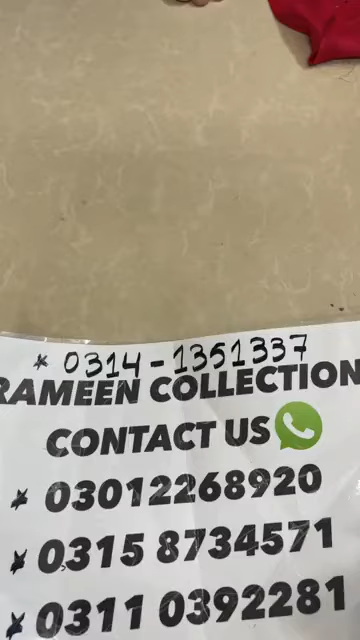 * 0314-1351337
RAMEEN COLLECTION
CONTACT US
* 03012268920
* 0315 8734571
* 0311 0392281